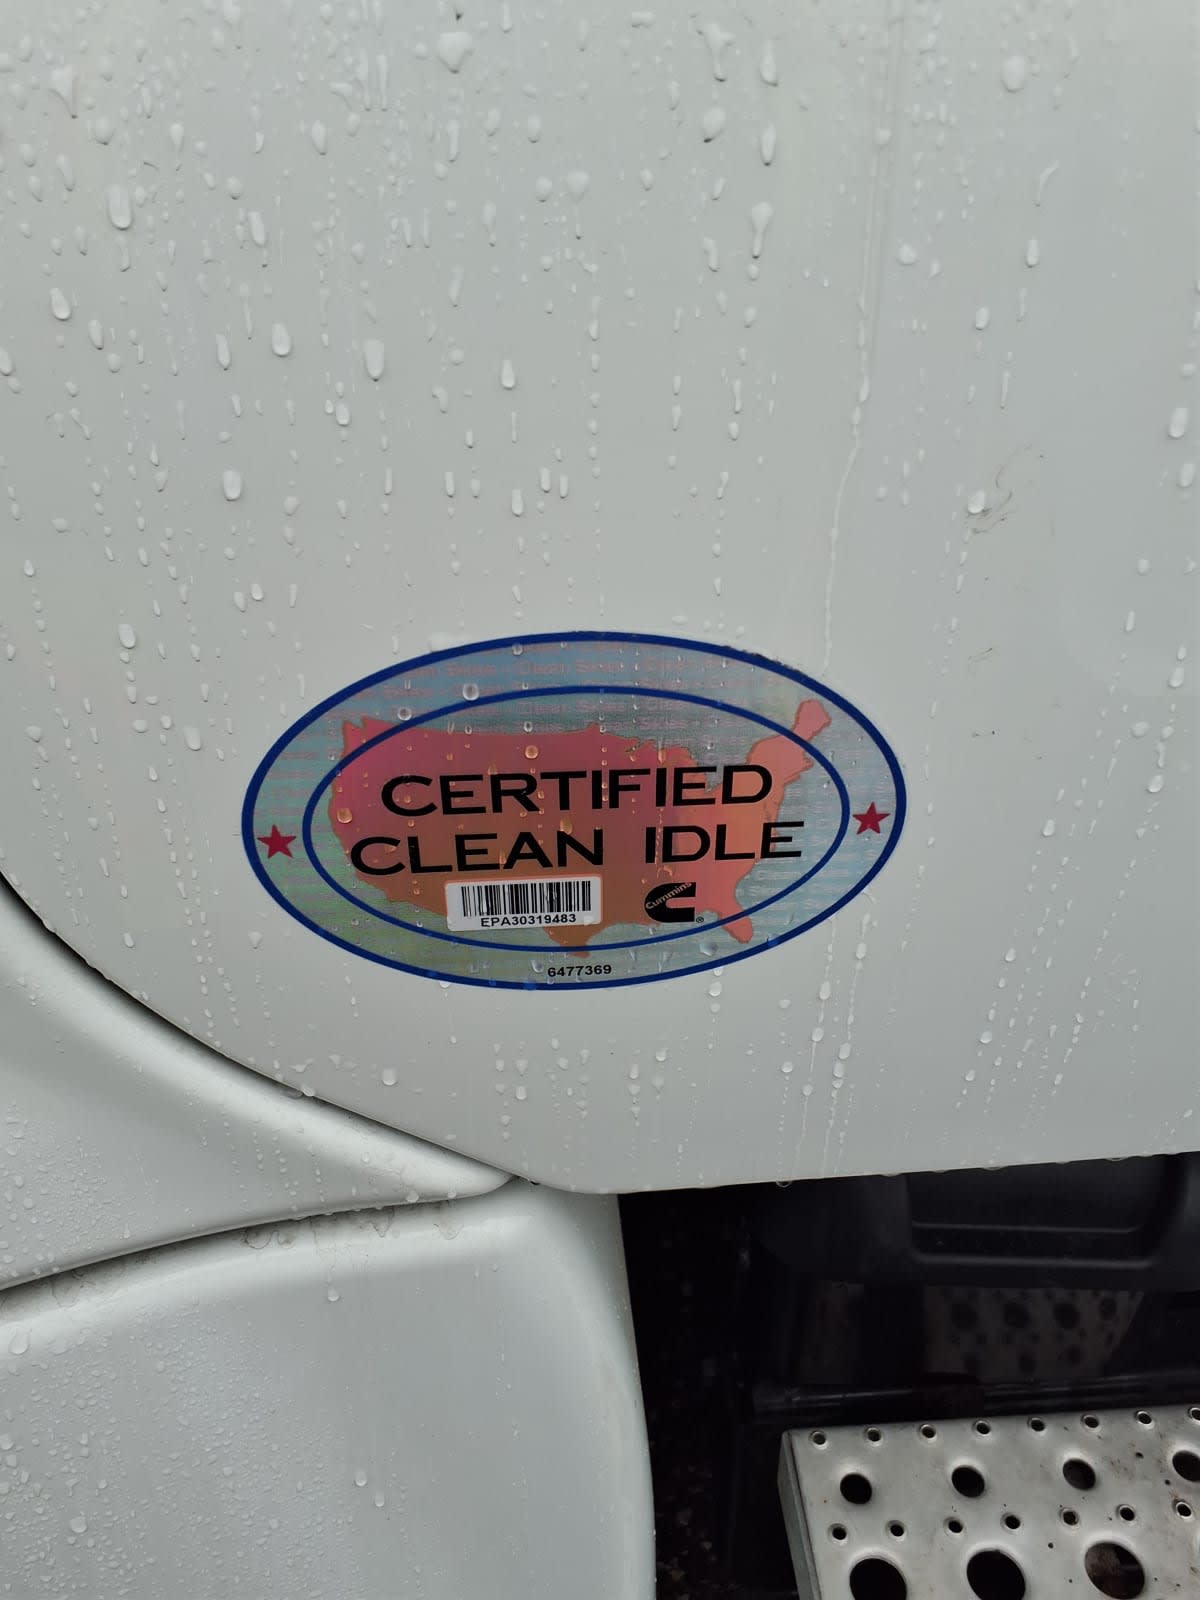 CERTIFIED
CLEAN IDLE
EPA30319483
Cummins®
6477369